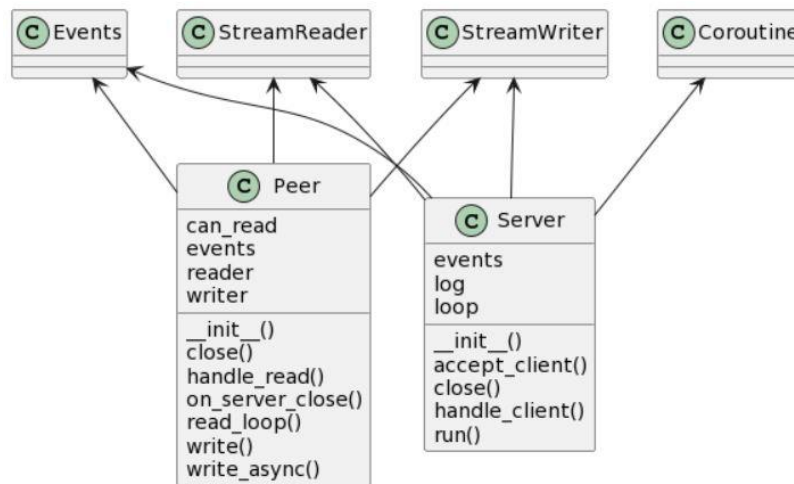 C Events
C StreamReader
C StreamWriter
C Coroutine
C Peer
can_read
events
reader
writer
__init__()
close()
handle_read()
on_server_close()
read_loop()
write()
write_async()
C Server
events
log
loop
__init__()
accept_client()
close()
handle_client()
run()